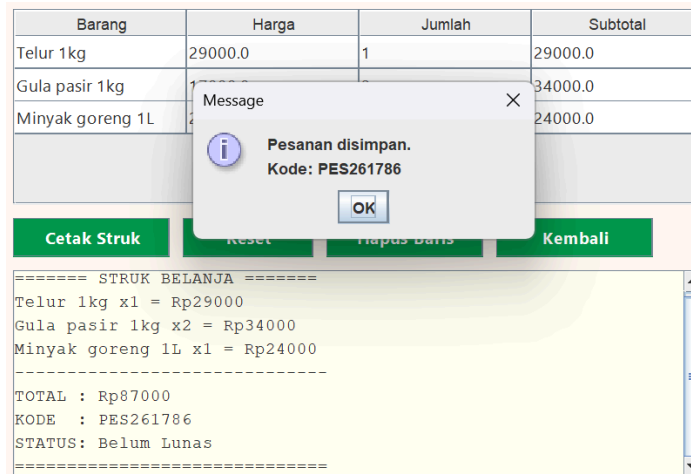 Barang Harga Jumlah Subtotal
Telur 1kg 29000.0 1 29000.0
Gula pasir 1kg 34000.0
Minyak goreng 1L 24000.0
Message
Pesanan disimpan.
Kode: PES261786
OK
Cetak Struk Reset Hapus Baris Kembali
======= STRUK BELANJA =======
Telur 1kg x1 = Rp29000
Gula pasir 1kg x2 = Rp34000
Minyak goreng 1L x1 = Rp24000
------------------------------
TOTAL : Rp87000
KODE  : PES261786
STATUS: Belum Lunas
==============================